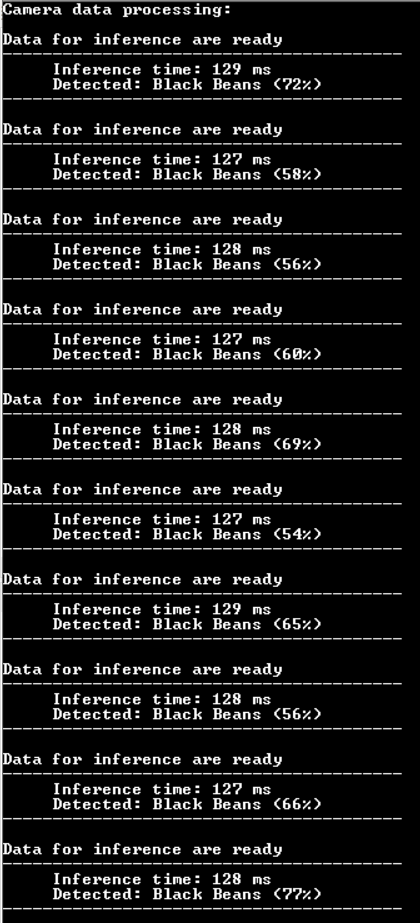 Camera data processing:
Data for inference are ready
----------------------------------------
Inference time: 129 ms
Detected: Black Beans (72%)
----------------------------------------
Data for inference are ready
----------------------------------------
Inference time: 127 ms
Detected: Black Beans (58%)
----------------------------------------
Data for inference are ready
----------------------------------------
Inference time: 128 ms
Detected: Black Beans (56%)
----------------------------------------
Data for inference are ready
----------------------------------------
Inference time: 127 ms
Detected: Black Beans (60%)
----------------------------------------
Data for inference are ready
----------------------------------------
Inference time: 128 ms
Detected: Black Beans (69%)
----------------------------------------
Data for inference are ready
----------------------------------------
Inference time: 127 ms
Detected: Black Beans (54%)
----------------------------------------
Data for inference are ready
----------------------------------------
Inference time: 129 ms
Detected: Black Beans (65%)
----------------------------------------
Data for inference are ready
----------------------------------------
Inference time: 128 ms
Detected: Black Beans (56%)
----------------------------------------
Data for inference are ready
----------------------------------------
Inference time: 127 ms
Detected: Black Beans (66%)
----------------------------------------
Data for inference are ready
----------------------------------------
Inference time: 128 ms
Detected: Black Beans (77%)
----------------------------------------